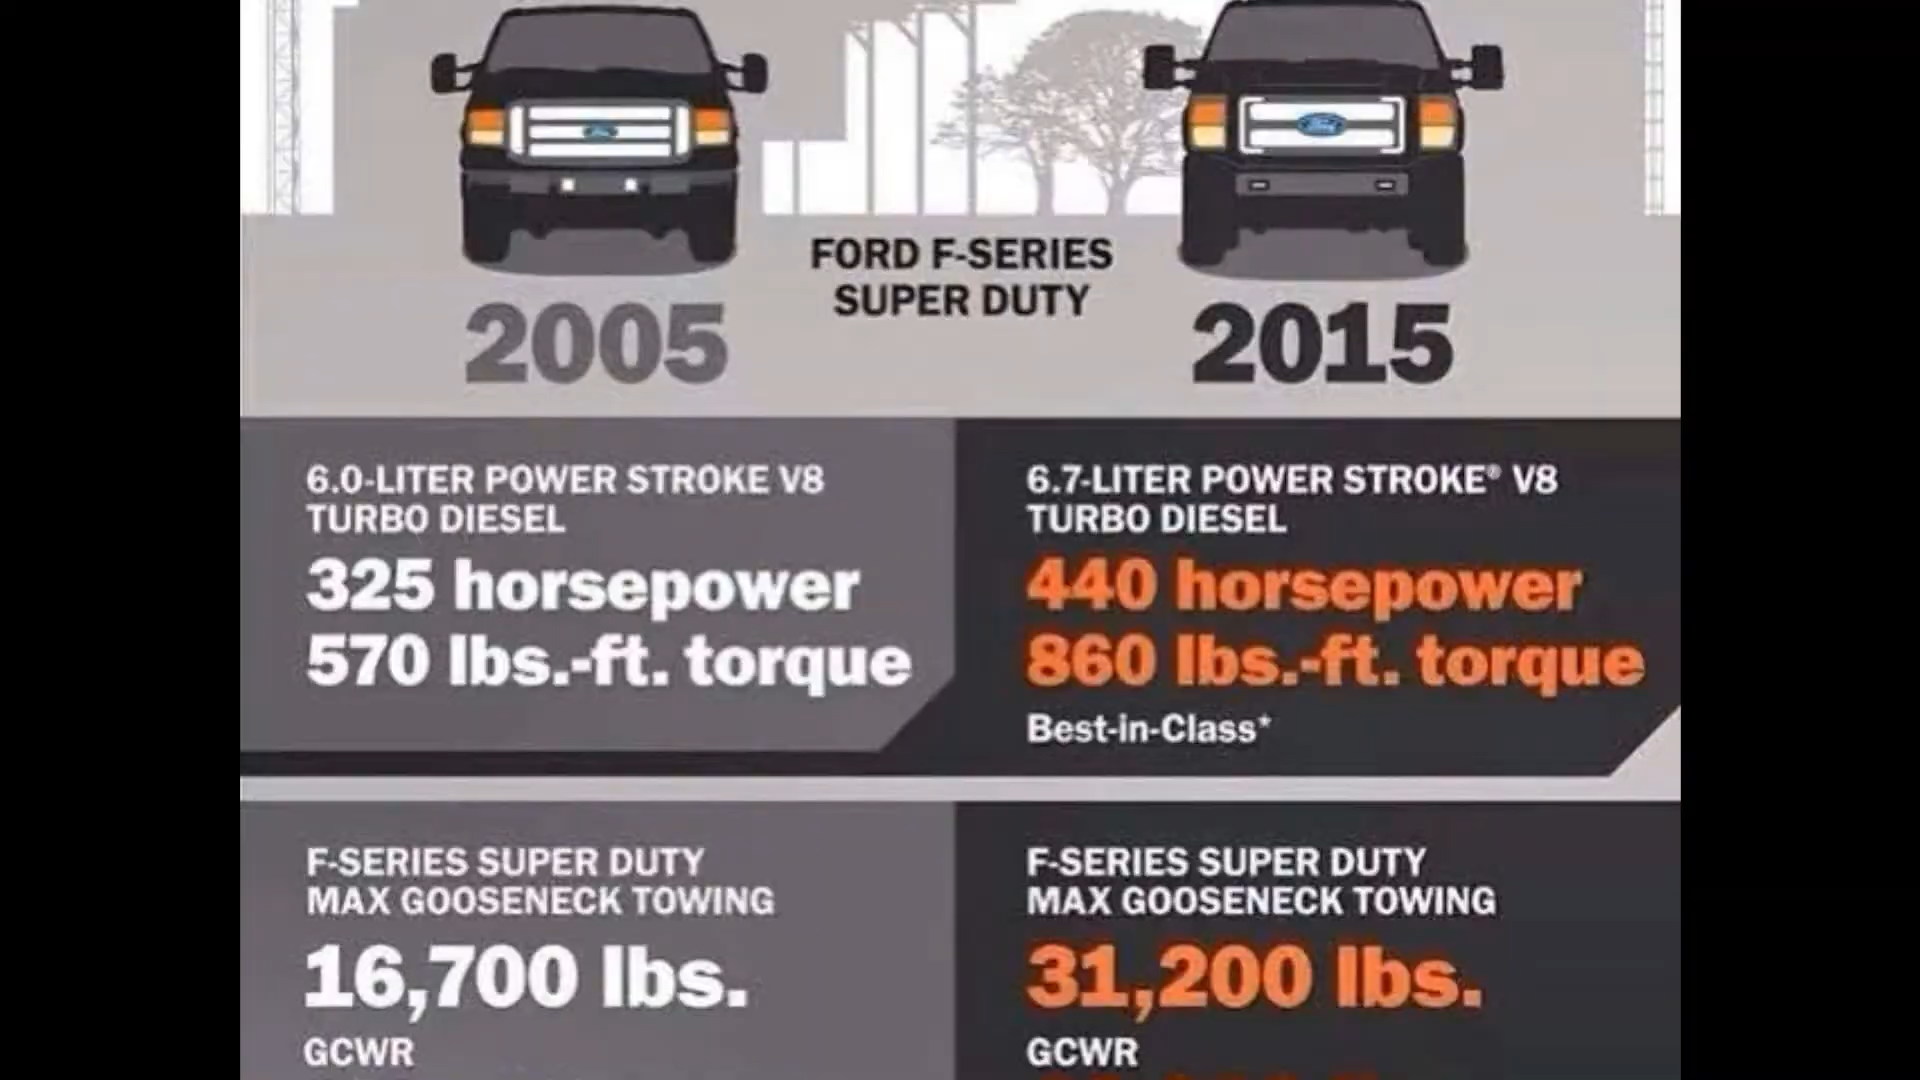 Ford
Ford
FORD F-SERIES
SUPER DUTY
2005
2015
6.0-LITER POWER STROKE V8
TURBO DIESEL
325 horsepower
570 lbs.-ft. torque
6.7-LITER POWER STROKE® V8
TURBO DIESEL
440 horsepower
860 lbs.-ft. torque
Best-in-Class*
F-SERIES SUPER DUTY
MAX GOOSENECK TOWING
16,700 lbs.
GCWR
F-SERIES SUPER DUTY
MAX GOOSENECK TOWING
31,200 lbs.
GCWR